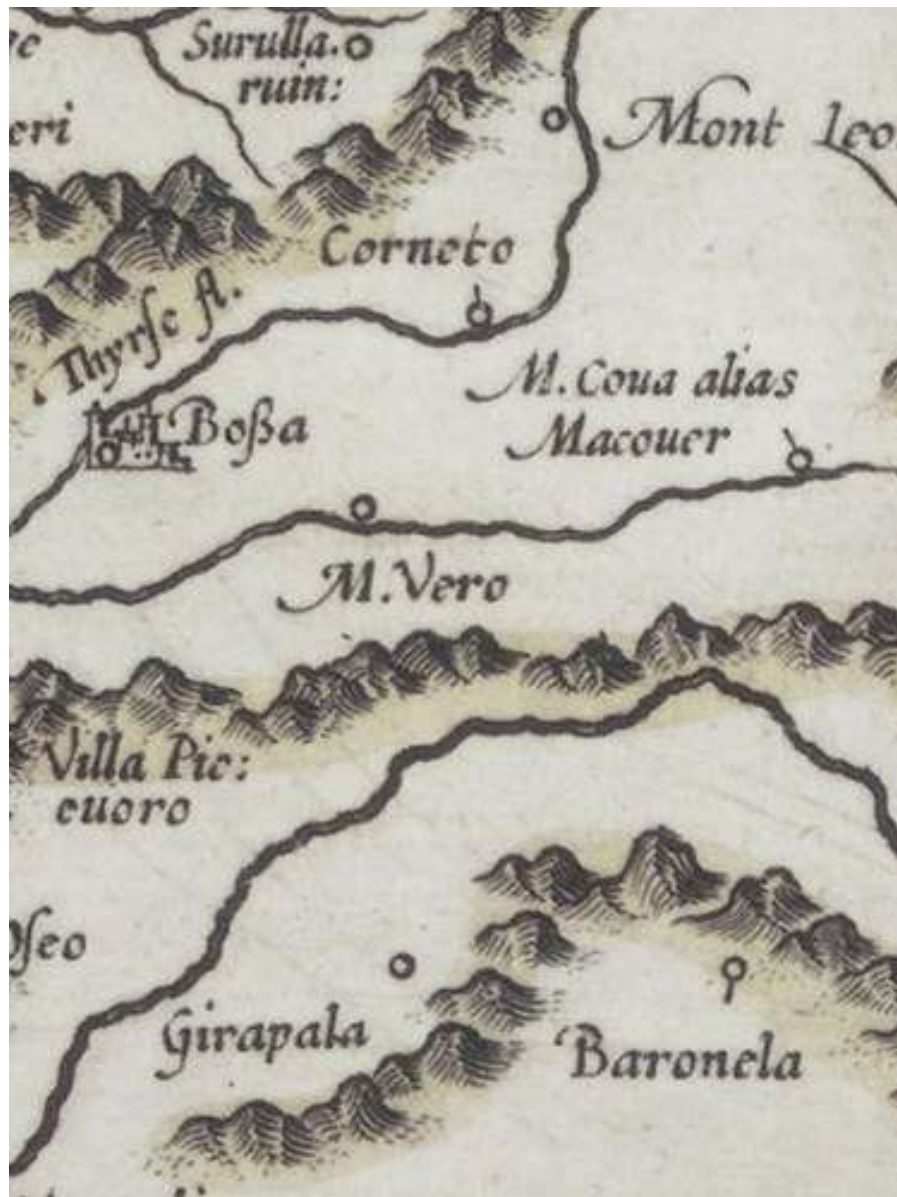 Surulla.
ruin:
eri
Mont Leo
Corneto
Thyrſe fl.
M. Coua alias
Macouer
Boßa
M. Vero
Villa Pic:
euoro
ſeo
Girapala
Baronela